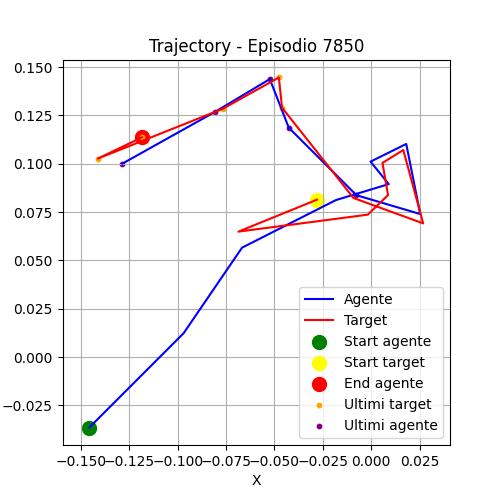 Trajectory - Episodio 7850
0.150
0.125
0.100
0.075
0.050
0.025
0.000
−0.025
−0.150 −0.125 −0.100 −0.075 −0.050 −0.025 0.000 0.025
X
Agente
Target
Start agente
Start target
End agente
Ultimi target
Ultimi agente